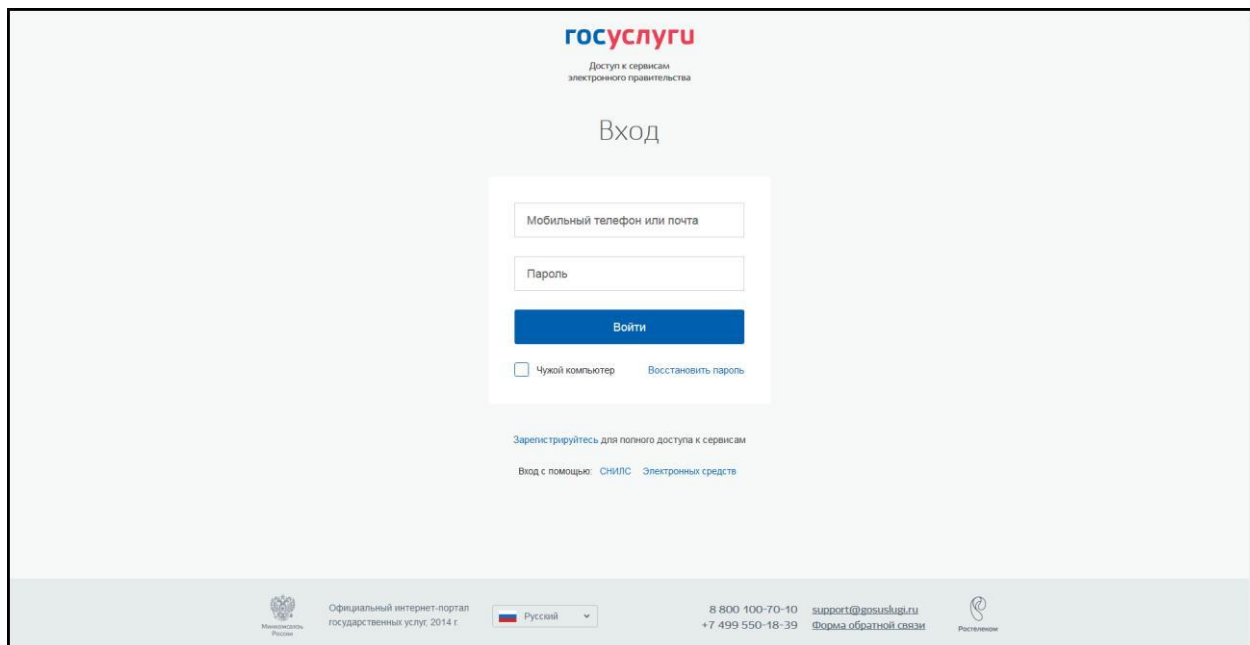 госуслуги
Доступ к сервисам
электронного правительства
Вход
Мобильный телефон или почта
Пароль
Войти
Чужой компьютер Восстановить пароль
Зарегистрируйтесь для полного доступа к сервисам
Вход с помощью: СНИЛС Электронных средств
Минкомсвязь
России
Официальный интернет-портал
государственных услуг, 2014 г.
Русский
8 800 100-70-10 support@gosuslugi.ru
+7 499 550-18-39 Форма обратной связи
Ростелеком